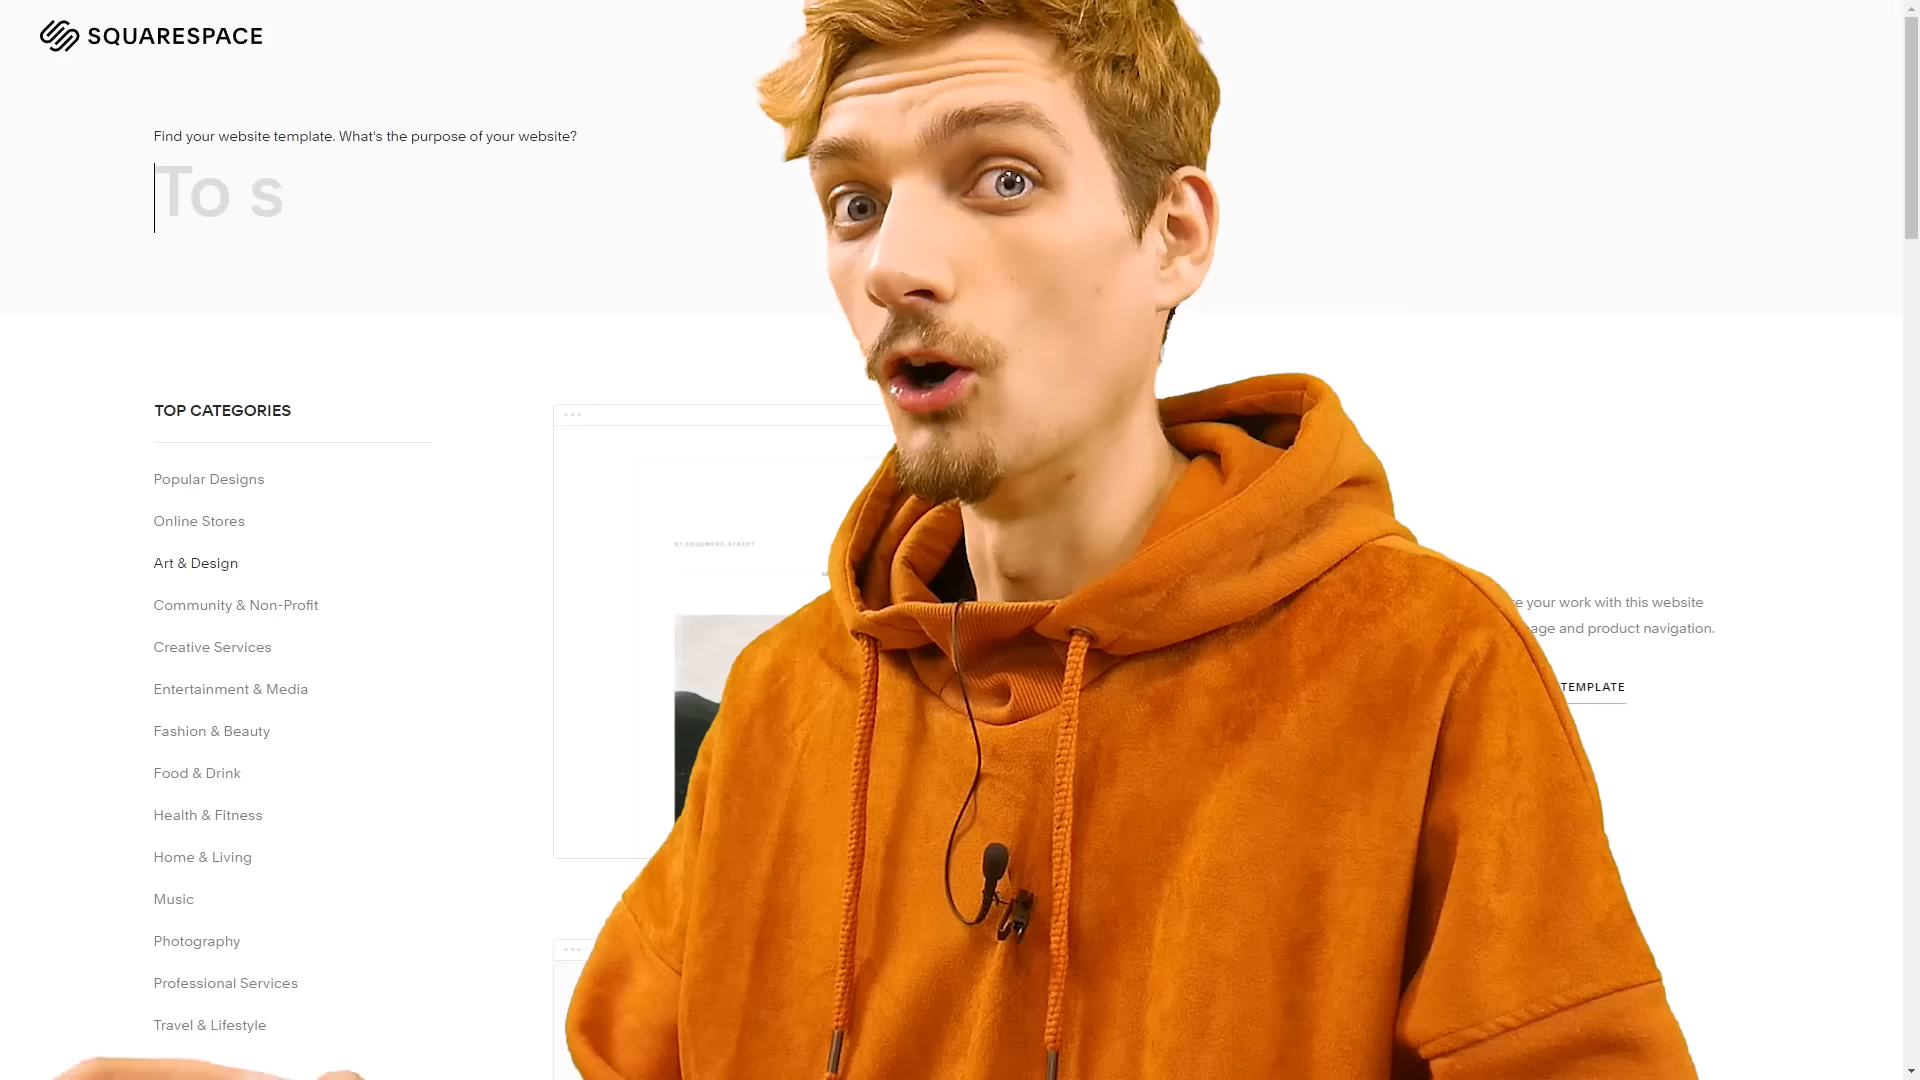 SQUARESPACE
Find your website template. What's the purpose of your website?
To s
TOP CATEGORIES
Popular Designs
Online Stores
Art & Design
Community & Non-Profit
Creative Services
Entertainment & Media
Fashion & Beauty
Food & Drink
Health & Fitness
Home & Living
Music
Photography
Professional Services
Travel & Lifestyle
your work with this website
and product navigation.
TEMPLATE